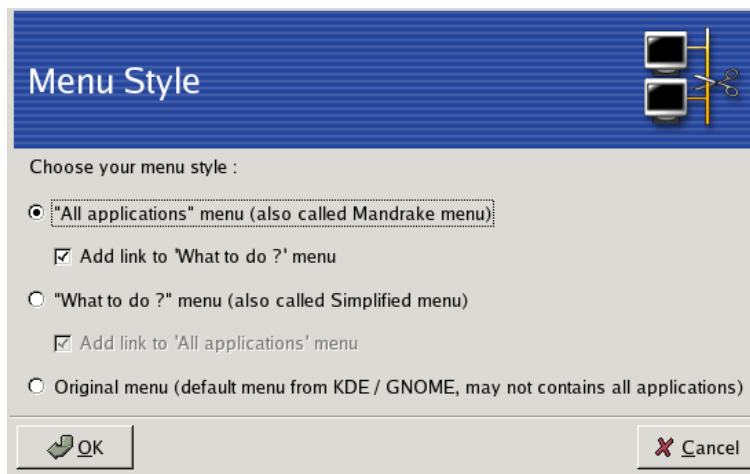 Menu Style
Choose your menu style :
"All applications" menu (also called Mandrake menu)
Add link to 'What to do ?' menu
"What to do ?" menu (also called Simplified menu)
Add link to 'All applications' menu
Original menu (default menu from KDE / GNOME, may not contains all applications)
OK
Cancel